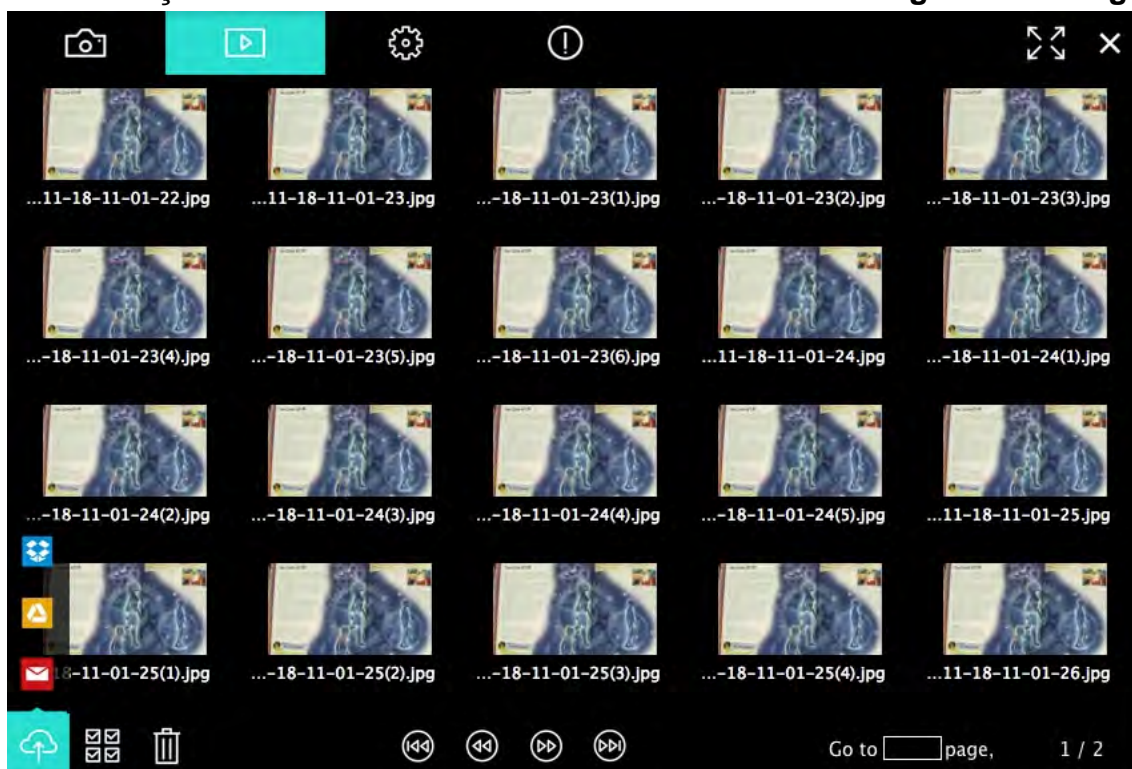 ...11-18-11-01-22.jpg ...11-18-11-01-23.jpg ...-18-11-01-23(1).jpg ...-18-11-01-23(2).jpg ...-18-11-01-23(3).jpg
...-18-11-01-23(4).jpg ...-18-11-01-23(5).jpg ...-18-11-01-23(6).jpg ...11-18-11-01-24.jpg ...-18-11-01-24(1).jpg
...-18-11-01-24(2).jpg ...-18-11-01-24(3).jpg ...-18-11-01-24(4).jpg ...-18-11-01-24(5).jpg ...11-18-11-01-25.jpg
18-11-01-25(1).jpg ...-18-11-01-25(2).jpg ...-18-11-01-25(3).jpg ...-18-11-01-25(4).jpg ...11-18-11-01-26.jpg
Go to page, 1 / 2